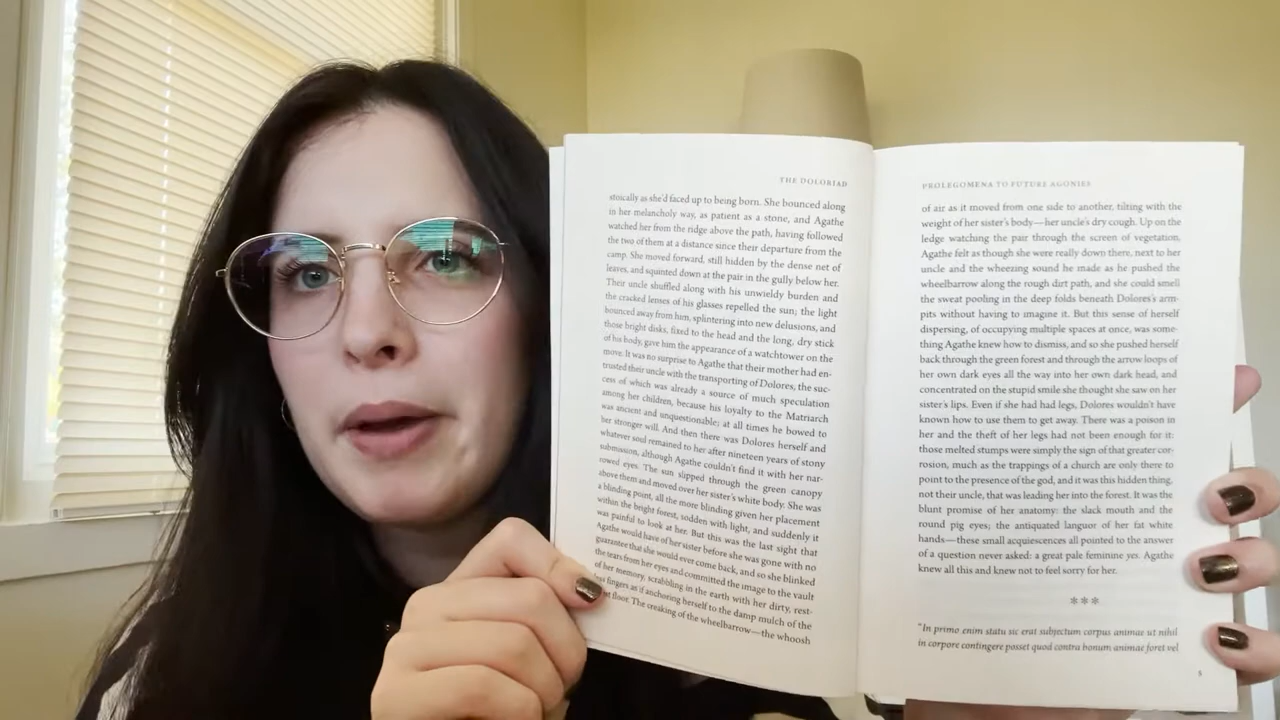 THE DOLORIAD
stoically as she'd faced up to being born. She bounced along
in her melancholy way, as patient as a stone, and Agathe
watched her from the ridge above the path, having followed
the two of them at a distance since their departure from the
camp. She moved forward, still hidden by the dense net of
leaves, and squinted down at the pair in the gully below her.
Their uncle shuffled along with his unwieldy burden and
the cracked lenses of his glasses repelled the sun; the light
bounced away from him, splintering into new delusions, and
those bright disks, fixed to the head and the long, dry stick
of his body, gave him the appearance of a watchtower on the
move. It was no surprise to Agathe that their mother had en-
trusted their uncle with the transporting of Dolores, the suc-
cess of which was already a source of much speculation
among her children, because his loyalty to the Matriarch
was ancient and unquestionable; at all times he bowed to
her stronger will. And then there was Dolores herself and
whatever soul remained to her after nineteen years of stony
submission, although Agathe couldn't find it with her nar-
rowed eyes. The sun slipped through the green canopy
above them and moved over her sister's white body. She was
a blinding point, all the more blinding given her placement
within the bright forest, sodden with light, and suddenly it
was painful to look at her. But this was the last sight that
Agathe would have of her sister before she was gone with no
guarantee that she would ever come back, and so she blinked
the tears from her eyes and committed the image to the vault
of her memory, scrabbling in the earth with her dirty, rest-
fingers as if anchoring herself to the damp mulch of the
floor. The creaking of the wheelbarrow—the whoosh
PROLEGOMENA TO FUTURE AGONIES
of air as it moved from one side to another, tilting with the
weight of her sister's body—her uncle's dry cough. Up on the
ledge watching the pair through the screen of vegetation,
Agathe felt as though she were really down there, next to her
uncle and the wheezing sound he made as he pushed the
wheelbarrow along the rough dirt path, and she could smell
the sweat pooling in the deep folds beneath Dolores's arm-
pits without having to imagine it. But this sense of herself
dispersing, of occupying multiple spaces at once, was some-
thing Agathe knew how to dismiss, and so she pushed herself
back through the green forest and through the arrow loops of
her own dark eyes all the way into her own dark head, and
concentrated on the stupid smile she thought she saw on her
sister's lips. Even if she had had legs, Dolores wouldn't have
known how to use them to get away. There was a poison in
her and the theft of her legs had not been enough for it:
those melted stumps were simply the sign of that greater cor-
rosion, much as the trappings of a church are only there to
point to the presence of the god, and it was this hidden thing,
not their uncle, that was leading her into the forest. It was the
blunt promise of her anatomy: the slack mouth and the
round pig eyes; the antiquated languor of her fat white
hands—these small acquiescences all pointed to the answer
of a question never asked: a great pale feminine yes. Agathe
knew all this and knew not to feel sorry for her.
***
"In primo enim statu sic erat subjectum corpus animae ut nihil
in corpore contingere posset quod contra bonum animae foret vel
5